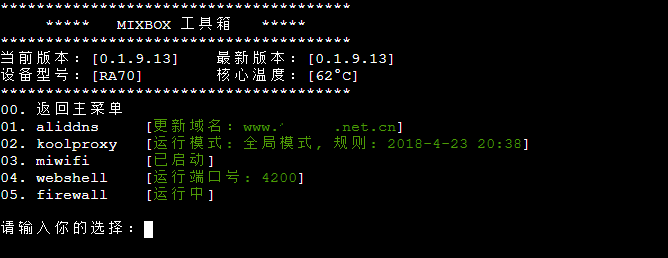 ***************************************
***** MIXBOX 工具箱 *****
***************************************
当前版本：[0.1.9.13] 最新版本：[0.1.9.13]
设备型号：[RA70] 核心温度：[62°C]
***************************************
00. 返回主菜单
01. aliddns [更新域名：www. .net.cn]
02. koolproxy [运行模式：全局模式, 规则：2018-4-23 20:38]
03. miwifi [已启动]
04. webshell [运行端口号：4200]
05. firewall [运行中]
请输入你的选择：